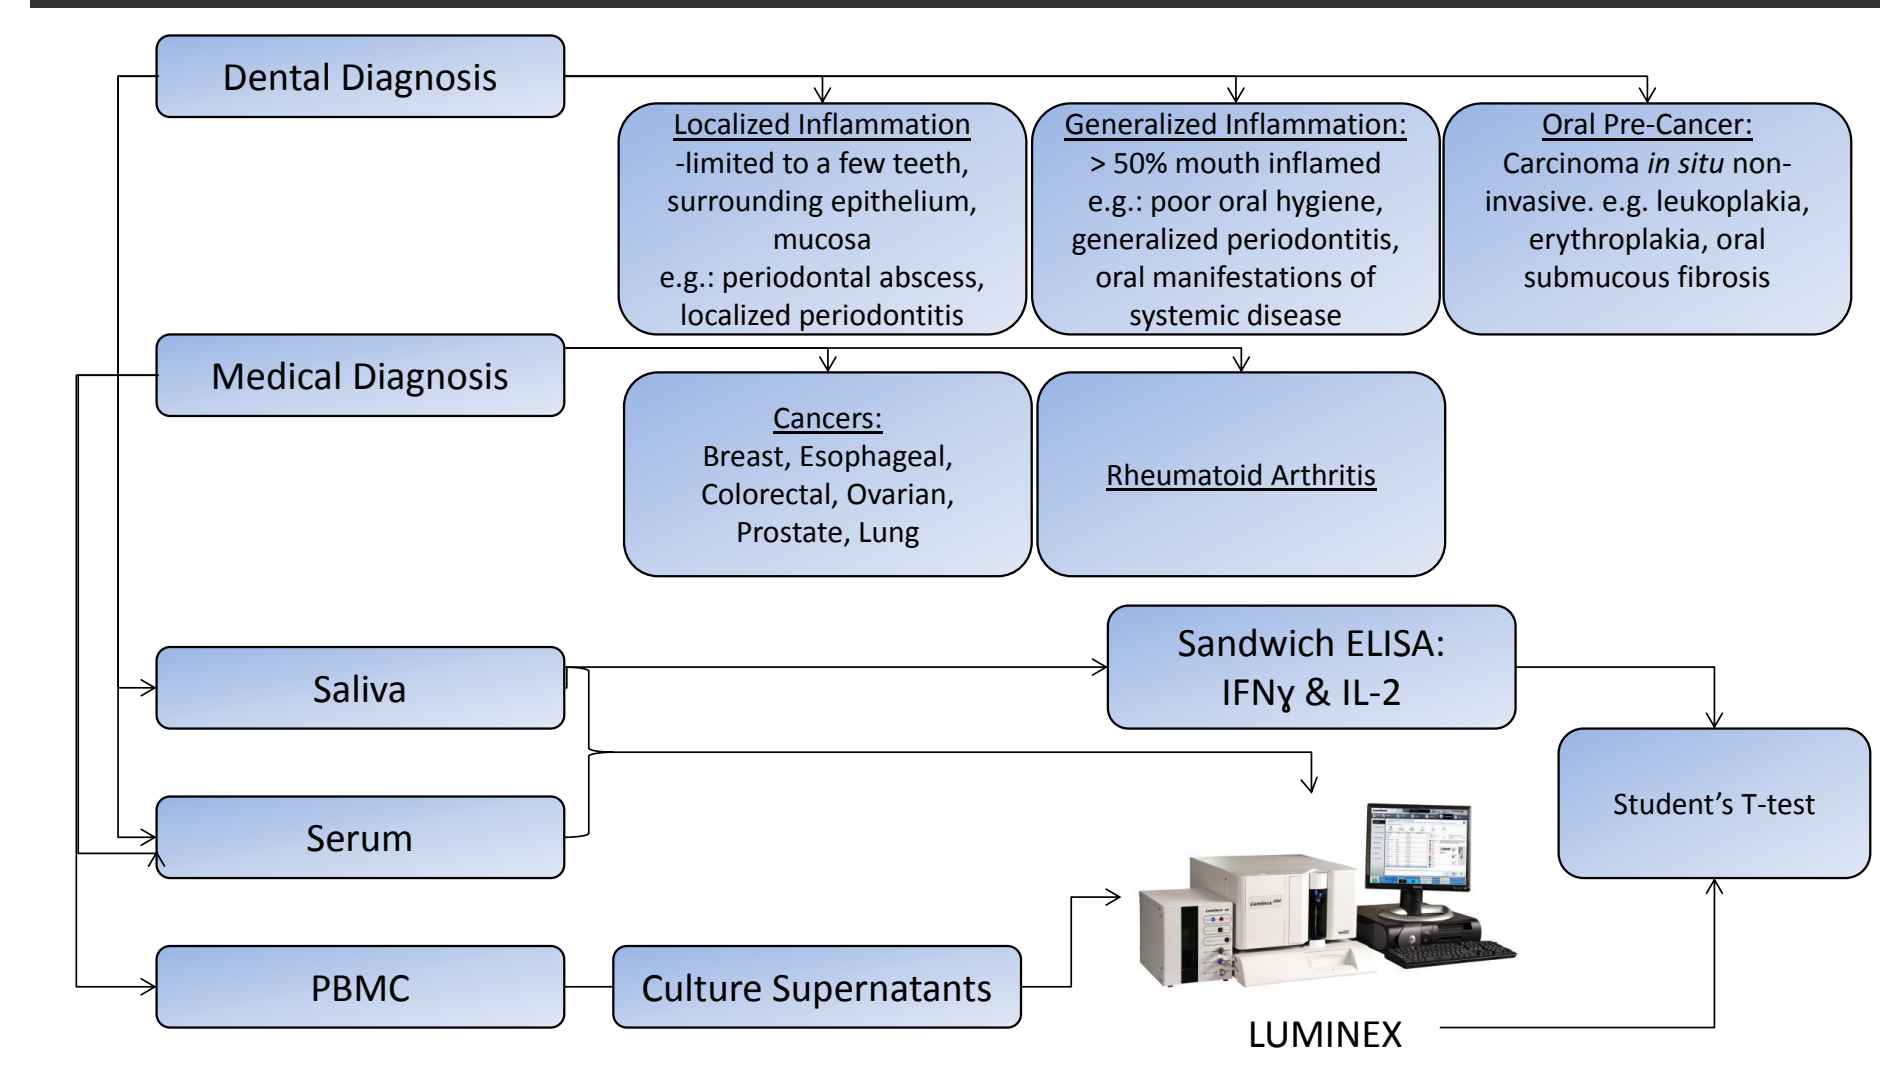 Dental Diagnosis
Localized Inflammation
-limited to a few teeth,
surrounding epithelium,
mucosa
e.g.: periodontal abscess,
localized periodontitis
Generalized Inflammation:
> 50% mouth inflamed
e.g.: poor oral hygiene,
generalized periodontitis,
oral manifestations of
systemic disease
Oral Pre-Cancer:
Carcinoma in situ non-
invasive. e.g. leukoplakia,
erythroplakia, oral
submucous fibrosis
Medical Diagnosis
Cancers:
Breast, Esophageal,
Colorectal, Ovarian,
Prostate, Lung
Rheumatoid Arthritis
Saliva
Sandwich ELISA:
IFNɣ & IL-2
Serum
Student’s T-test
PBMC
Culture Supernatants
Luminex
Luminex 200
LUMINEX